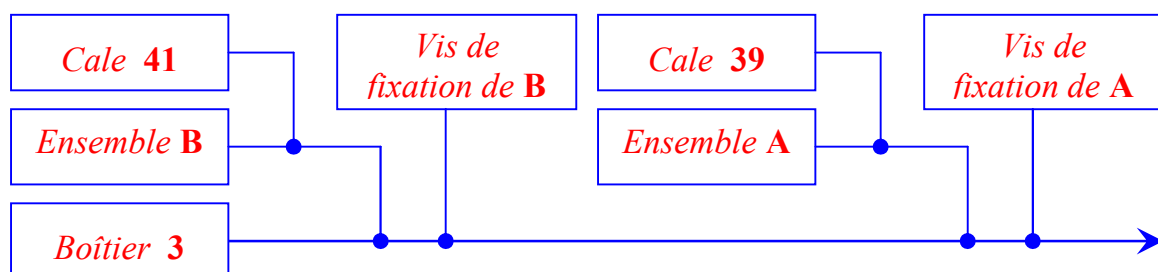 Cale 41
Vis de
fixation de B
Cale 39
Vis de
fixation de A
Ensemble B
Ensemble A
Boîtier 3